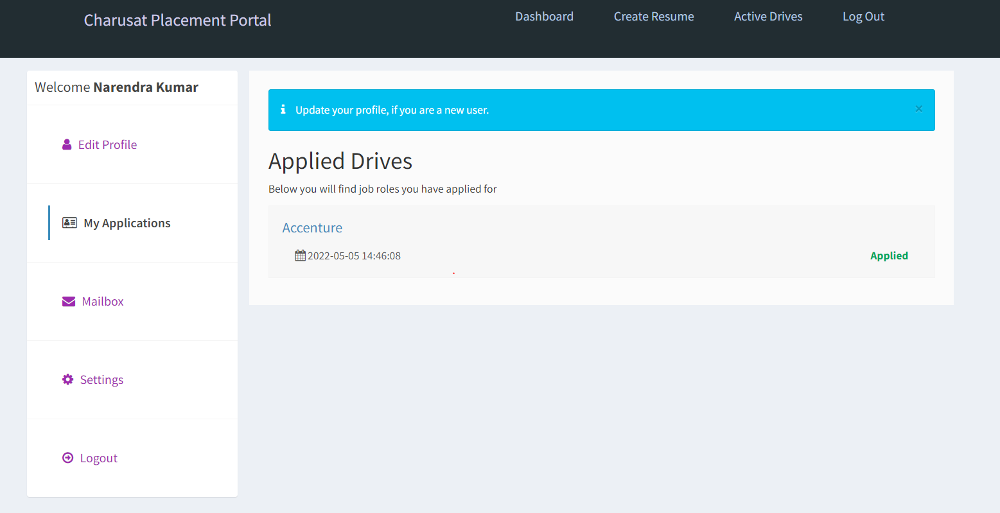 Charusat Placement Portal
Dashboard
Create Resume
Active Drives
Log Out
Welcome Narendra Kumar
Edit Profile
My Applications
Mailbox
Settings
Logout
Update your profile, if you are a new user.
×
Applied Drives
Below you will find job roles you have applied for
Accenture
2022-05-05 14:46:08
Applied